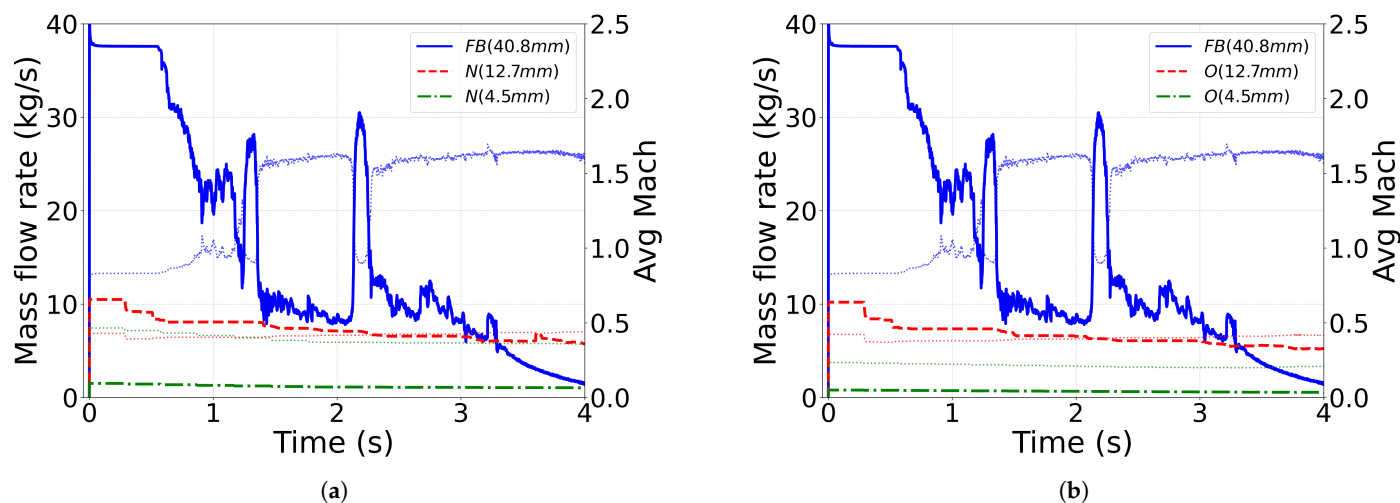 40
30
20
10
0
Mass flow rate (kg/s)
FB(40.8mm)
N(12.7mm)
N(4.5mm)
2.5
2.0
1.5
1.0
0.5
0.0
Avg Mach
0 1 2 3 4
Time (s)
(a)
40
30
20
10
0
Mass flow rate (kg/s)
FB(40.8mm)
O(12.7mm)
O(4.5mm)
2.5
2.0
1.5
1.0
0.5
0.0
Avg Mach
0 1 2 3 4
Time (s)
(b)